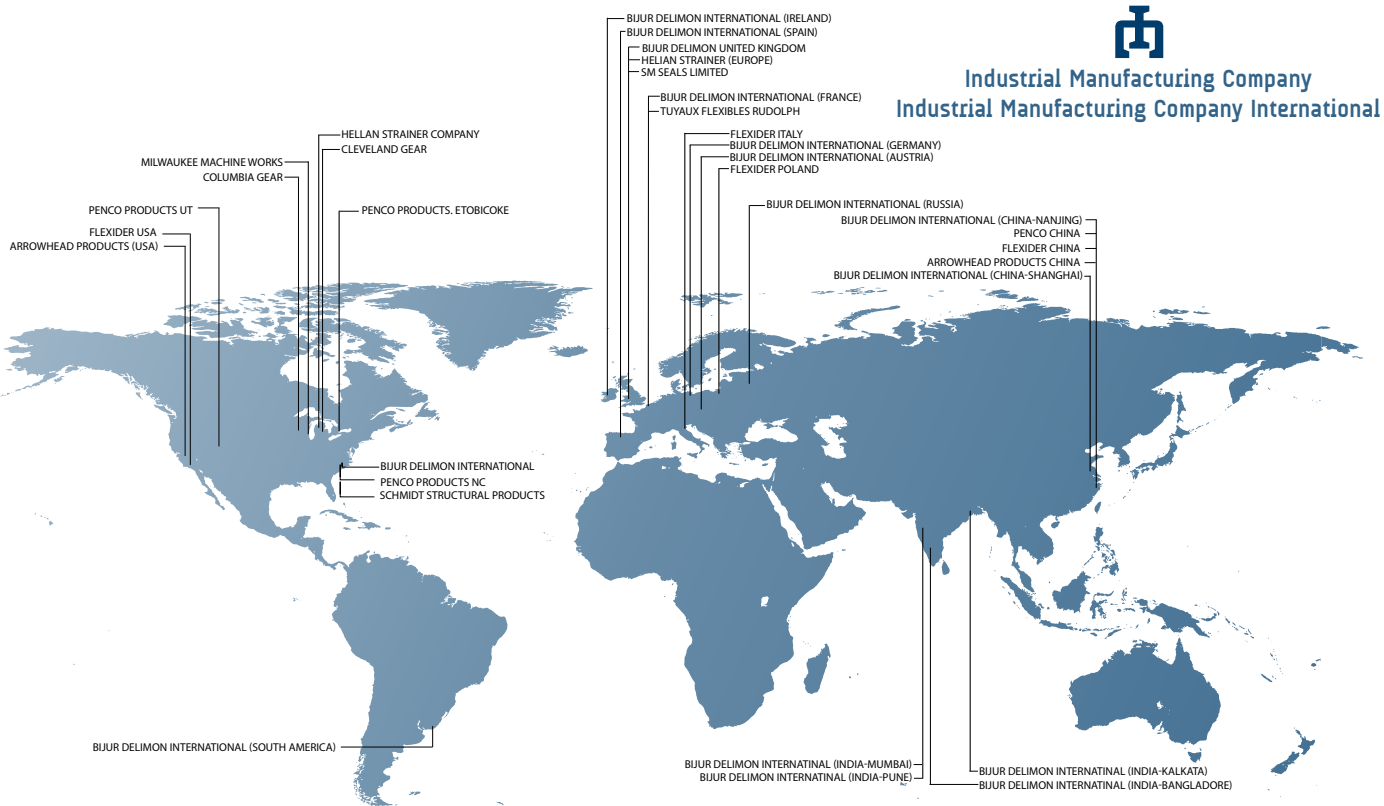 BIJUR DELIMON INTERNATIONAL (IRELAND)
BIJUR DELIMON INTERNATIONAL (SPAIN)
BIJUR DELIMON UNITED KINGDOM
HELIAN STRAINER (EUROPE)
SM SEALS LIMITED
Industrial Manufacturing Company
Industrial Manufacturing Company International
BIJUR DELIMON INTERNATIONAL (FRANCE)
TUYAUX FLEXIBLES RUDOLPH
HELLAN STRAINER COMPANY
CLEVELAND GEAR
MILWAUKEE MACHINE WORKS
COLUMBIA GEAR
FLEXIDER ITALY
BIJUR DELIMON INTERNATIONAL (GERMANY)
BIJUR DELIMON INTERNATIONAL (AUSTRIA)
FLEXIDER POLAND
PENCO PRODUCTS UT
PENCO PRODUCTS. ETOBICOKE
FLEXIDER USA
ARROWHEAD PRODUCTS (USA)
BIJUR DELIMON INTERNATIONAL (RUSSIA)
BIJUR DELIMON INTERNATIONAL (CHINA-NANJING)
PENCO CHINA
FLEXIDER CHINA
ARROWHEAD PRODUCTS CHINA
BIJUR DELIMON INTERNATIONAL (CHINA-SHANGHAI)
BIJUR DELIMON INTERNATIONAL
PENCO PRODUCTS NC
SCHMIDT STRUCTURAL PRODUCTS
BIJUR DELIMON INTERNATIONAL (SOUTH AMERICA)
BIJUR DELIMON INTERNATINAL (INDIA-MUMBAI)
BIJUR DELIMON INTERNATINAL (INDIA-PUNE)
BIJUR DELIMON INTERNATINAL (INDIA-KALKATA)
BIJUR DELIMON INTERNATINAL (INDIA-BANGLADORE)